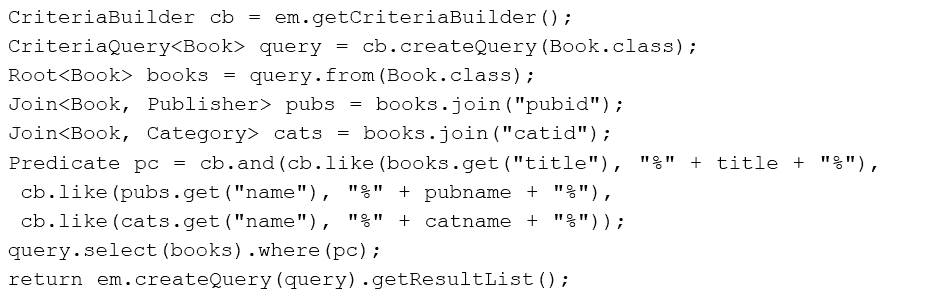 CriteriaBuilder cb = em.getCriteriaBuilder();
CriteriaQuery<Book> query = cb.createQuery(Book.class);
Root<Book> books = query.from(Book.class);
Join<Book, Publisher> pubs = books.join("pubid");
Join<Book, Category> cats = books.join("catid");
Predicate pc = cb.and(cb.like(books.get("title"), "%" + title + "%"),
 cb.like(pubs.get("name"), "%" + pubname + "%"),
 cb.like(cats.get("name"), "%" + catname + "%"));
query.select(books).where(pc);
return em.createQuery(query).getResultList();